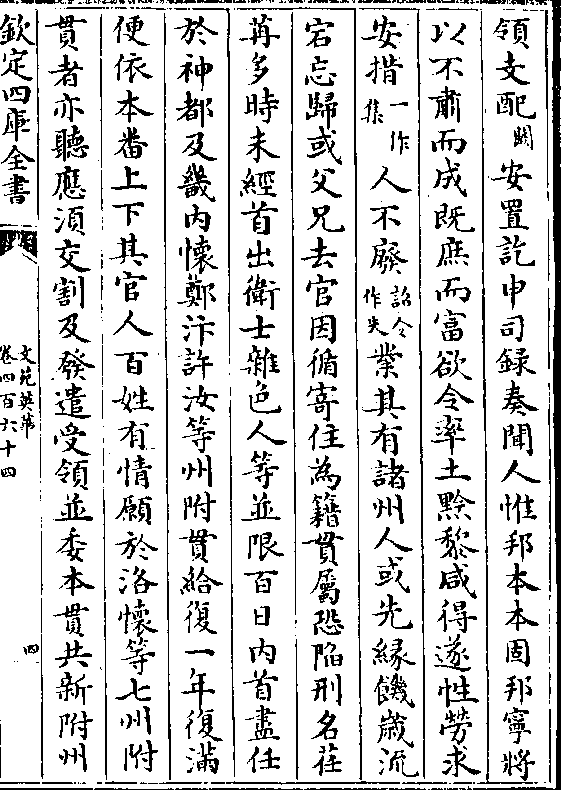 領支配闕安置訖申司録奏聞人惟邦本本固邦寧將
以不肅而成既庶而富欲令率土黔黎咸得遂性勞求
安揩一作集人不廢詔令作失業其有諸州人或先縁饑歲流
宕忘歸或父兄去官因循寄住為籍貫屬恐陷刑名荏
苒多時未經首出衛士雜色人等並限百日内首盡任
於神都及畿内懷鄭汴許汝等州附貫給復一年復滿
便依本畨上下其官人百姓有情願於洛懷等七州附
貫者亦聽應須交割及發遣受領並委本貫共新附州
欽定四庫全書
文苑英華
卷四百六十四
四